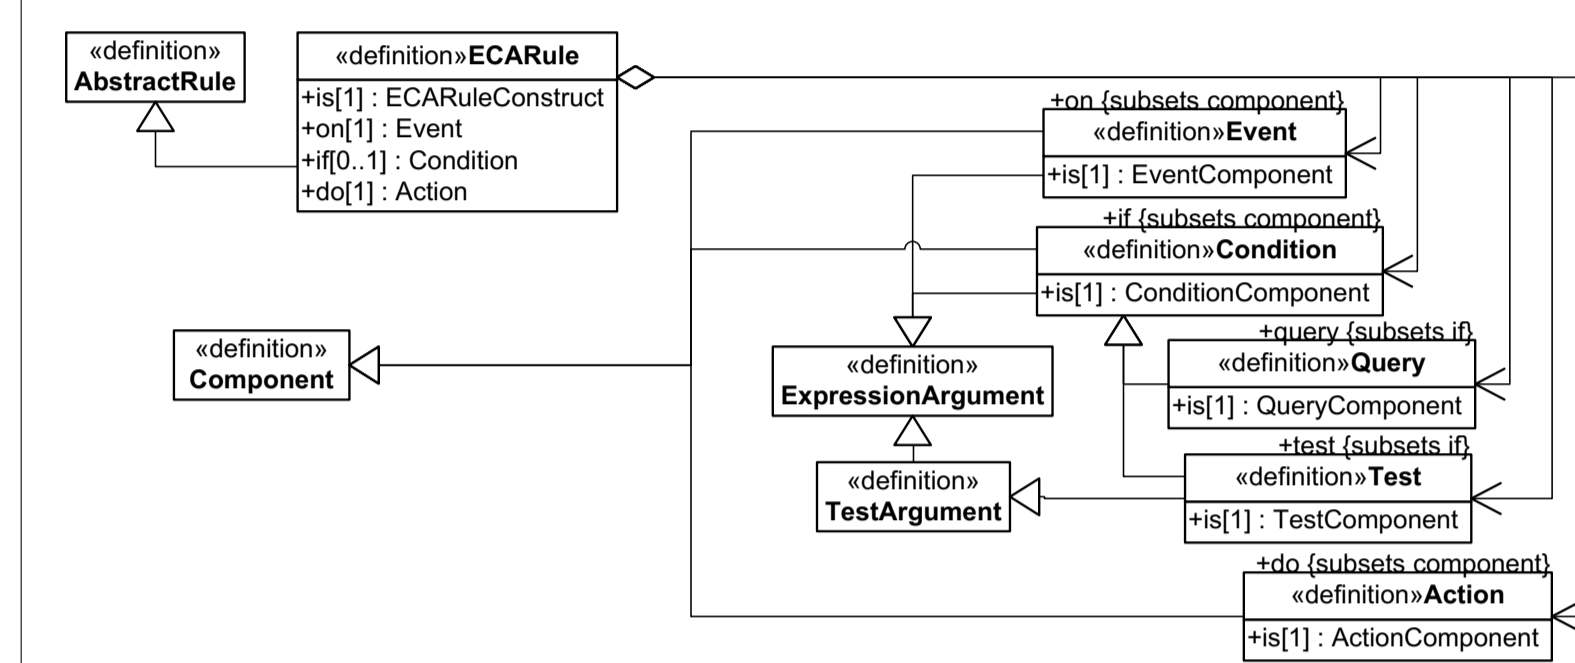 «definition»
AbstractRule
«definition»ECARule
+is[1] : ECARuleConstruct
+on[1] : Event
+if[0..1] : Condition
+do[1] : Action
+on {subsets component}
«definition»Event
+is[1] : EventComponent
+if {subsets component}
«definition»Condition
+is[1] : ConditionComponent
«definition»
Component
«definition»
ExpressionArgument
+query {subsets if}
«definition»Query
+is[1] : QueryComponent
«definition»
TestArgument
+test {subsets if}
«definition»Test
+is[1] : TestComponent
+do {subsets component}
«definition»Action
+is[1] : ActionComponent